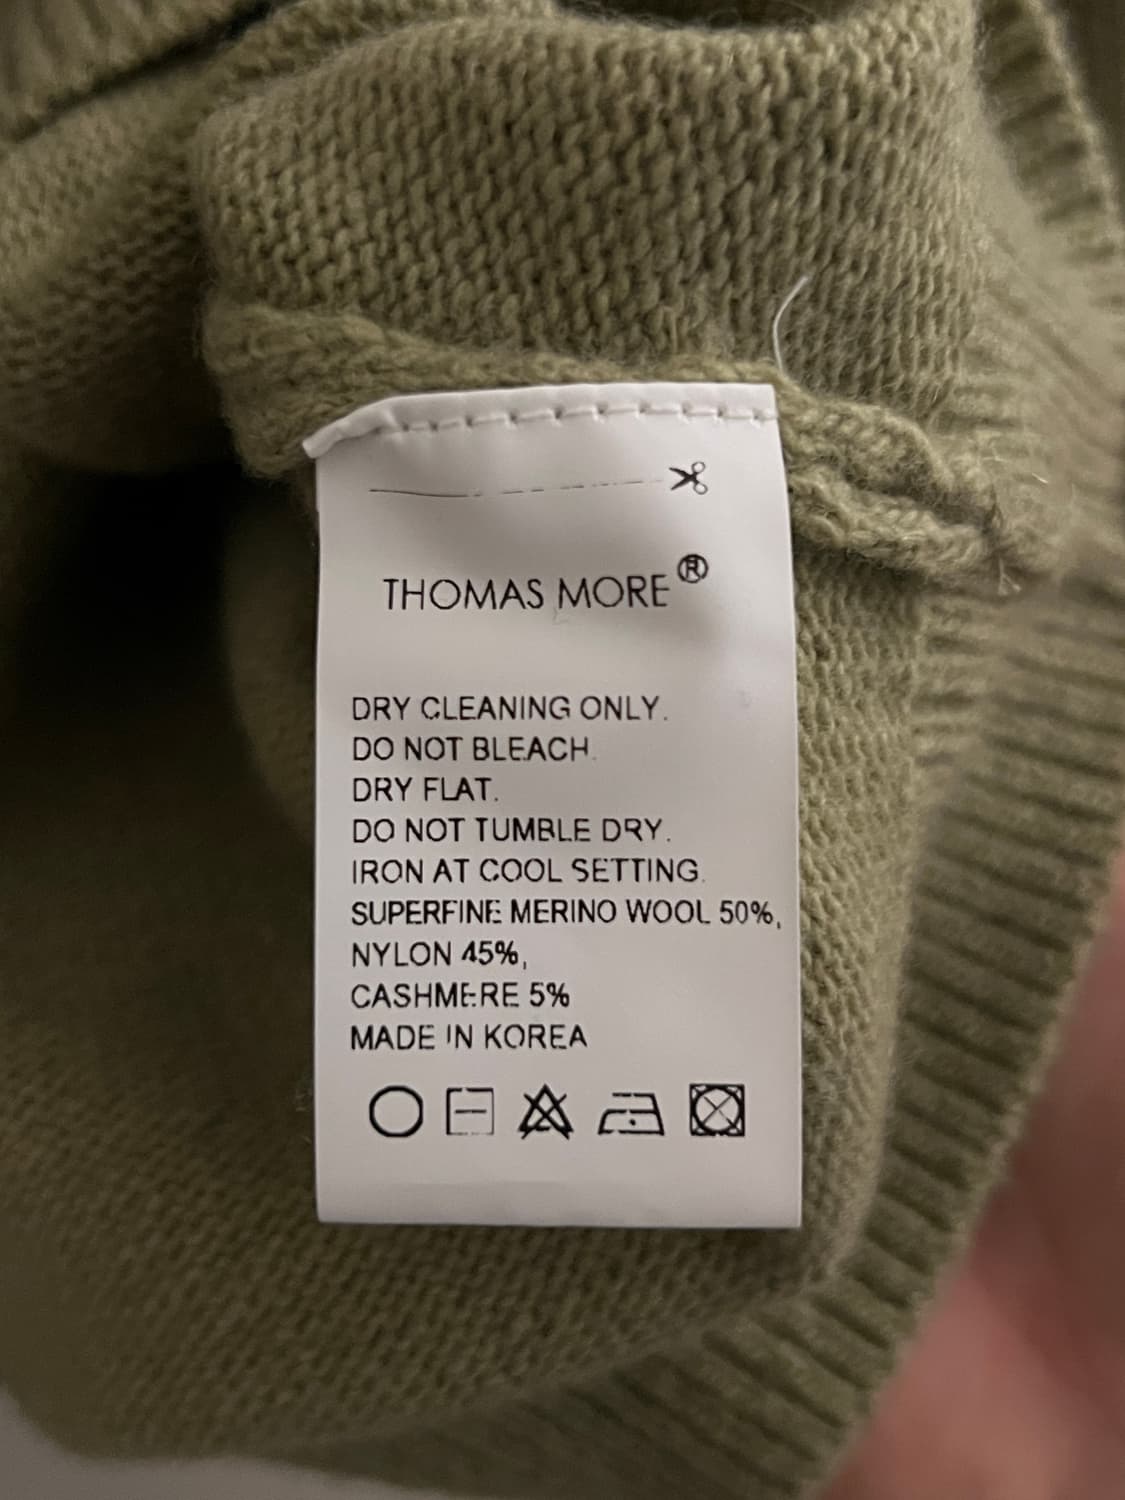 THOMAS MORE®
DRY CLEANING ONLY.
DO NOT BLEACH.
DRY FLAT.
DO NOT TUMBLE DRY.
IRON AT COOL SETTING.
SUPERFINE MERINO WOOL 50%,
NYLON 45%,
CASHMERE 5%
MADE IN KOREA